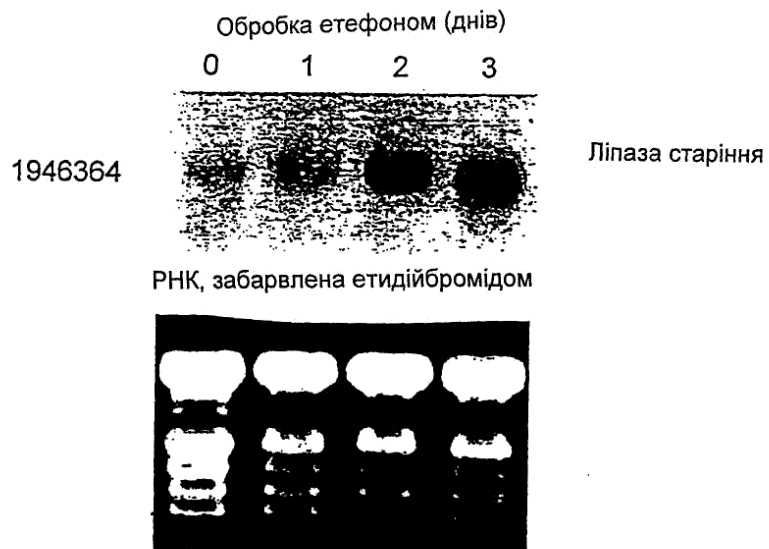 Обробка етефоном (днів)
0 1 2 3
1946364
Ліпаза старіння
РНК, забарвлена етидійбромідом